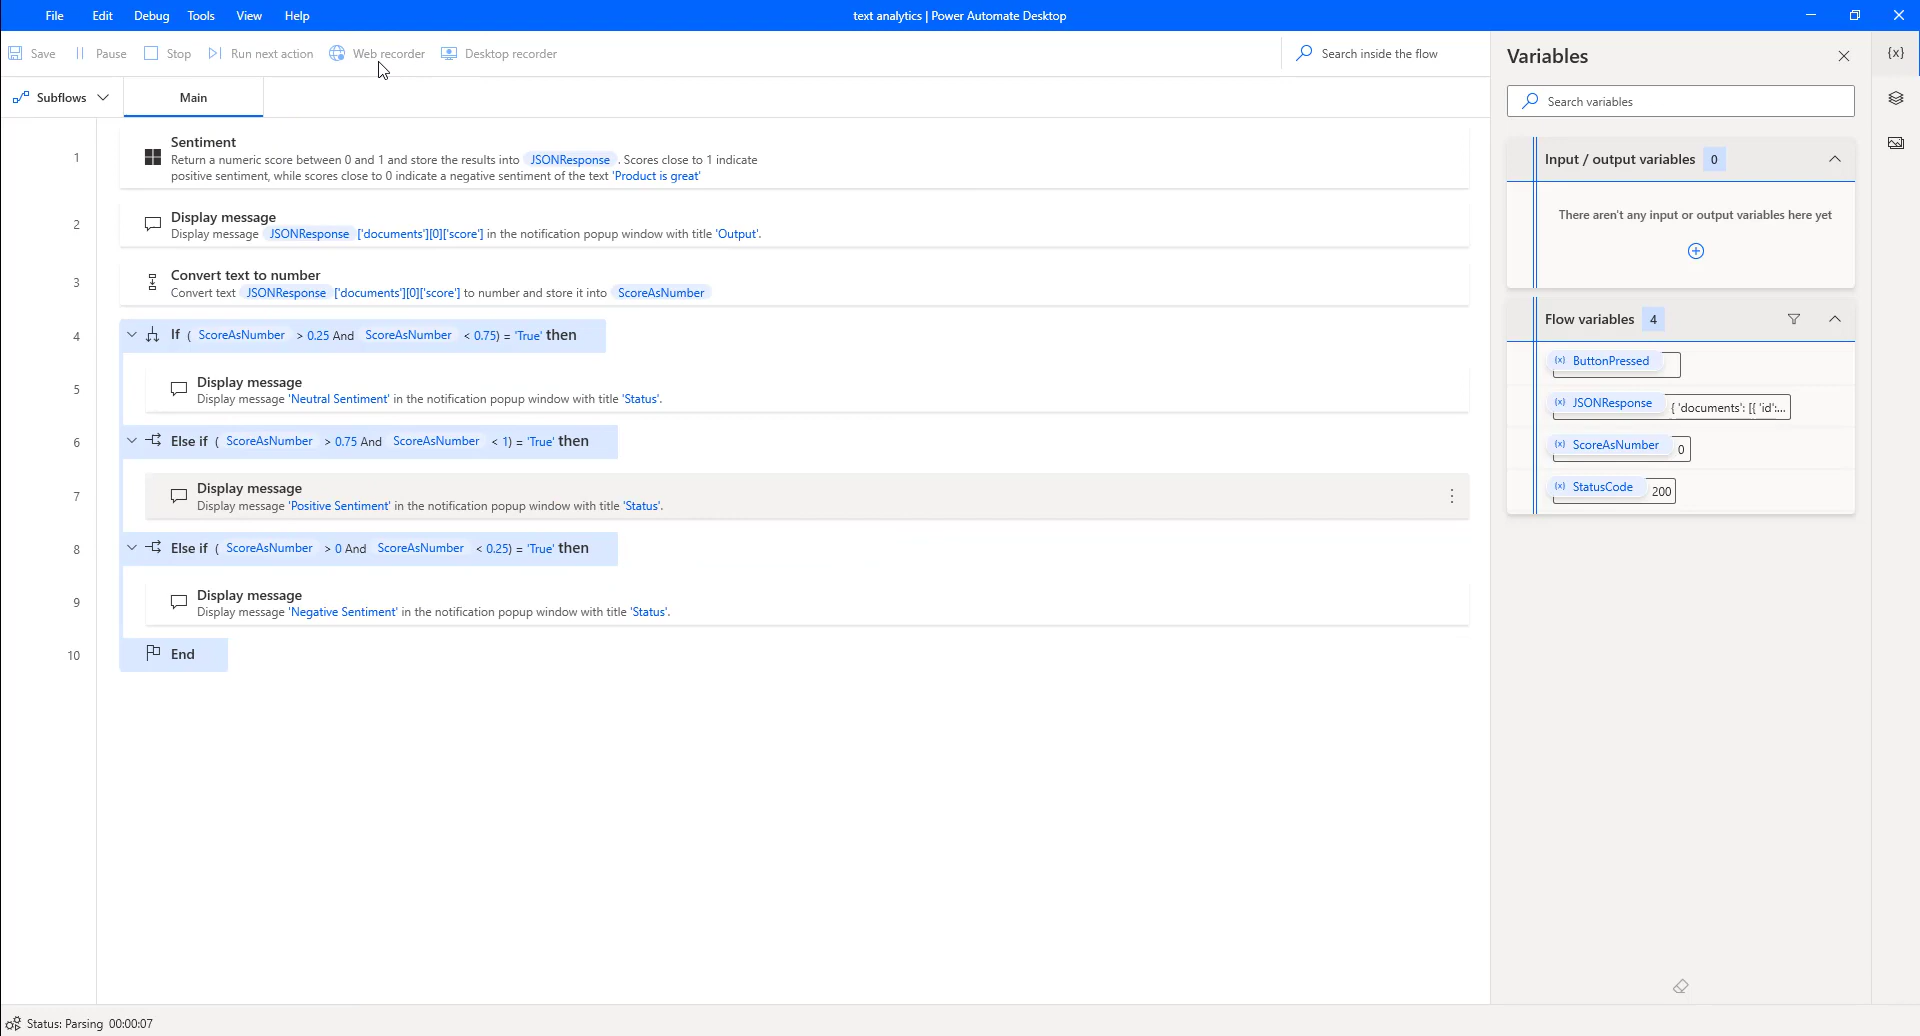 File Edit Debug Tools View Help text analytics | Power Automate Desktop
Save Pause Stop Run next action Web recorder Desktop recorder Search inside the flow
Subflows Main
1 Sentiment
Return a numeric score between 0 and 1 and store the results into JSONResponse . Scores close to 1 indicate
positive sentiment, while scores close to 0 indicate a negative sentiment of the text 'Product is great'
2 Display message
Display message JSONResponse ['documents'][0]['score'] in the notification popup window with title 'Output'.
3 Convert text to number
Convert text JSONResponse ['documents'][0]['score'] to number and store it into ScoreAsNumber
4 If ( ScoreAsNumber > 0.25 And ScoreAsNumber < 0.75) = 'True' then
5 Display message
Display message 'Neutral Sentiment' in the notification popup window with title 'Status'.
6 Else if ( ScoreAsNumber > 0.75 And ScoreAsNumber < 1) = 'True' then
7 Display message
Display message 'Positive Sentiment' in the notification popup window with title 'Status'.
8 Else if ( ScoreAsNumber > 0 And ScoreAsNumber < 0.25) = 'True' then
9 Display message
Display message 'Negative Sentiment' in the notification popup window with title 'Status'.
10 End
Variables {x}
Search variables
Input / output variables 0
There aren't any input or output variables here yet
Flow variables 4
(x) ButtonPressed
(x) JSONResponse { 'documents': [{ 'id':...
(x) ScoreAsNumber 0
(x) StatusCode 200
Status: Parsing 00:00:07